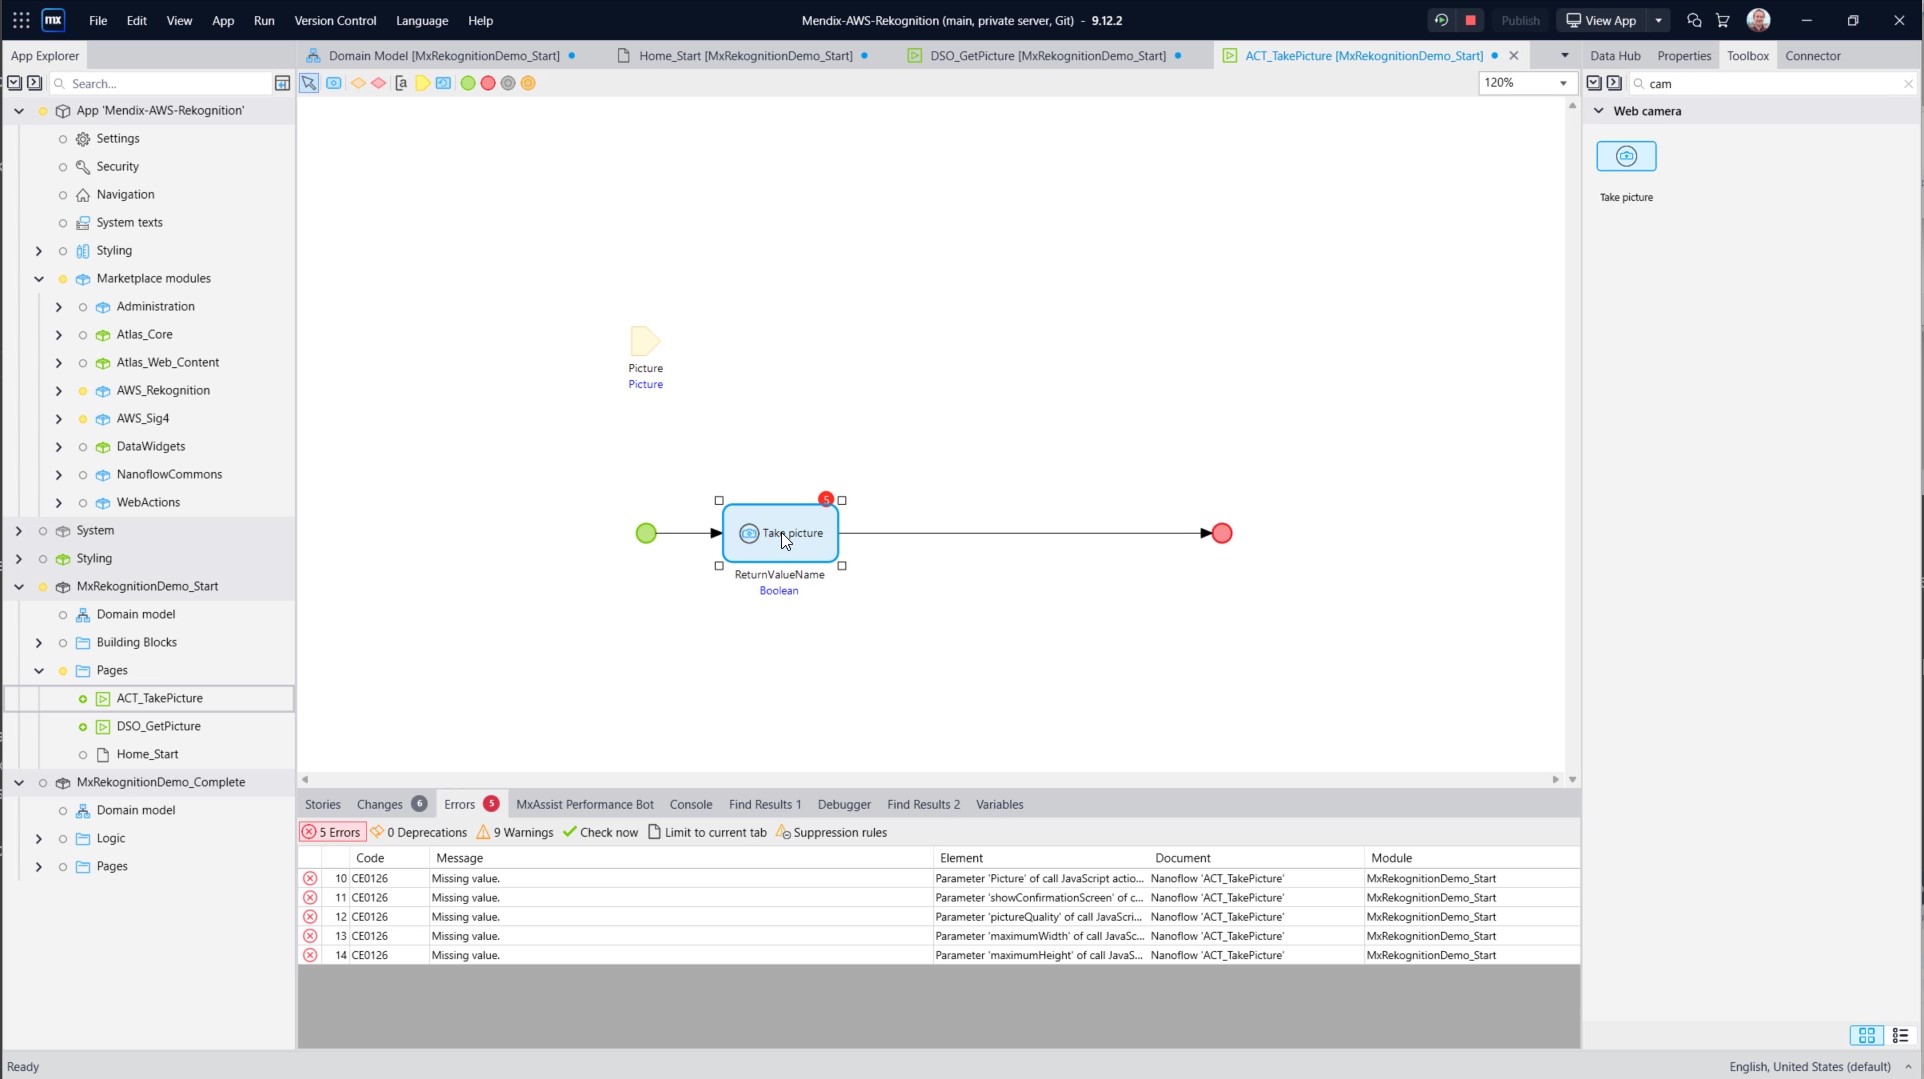 mx File Edit View App Run Version Control Language Help Mendix-AWS-Rekognition (main, private server, Git) - 9.12.2 Publish View App
App Explorer Domain Model [MxRekognitionDemo_Start] Home_Start [MxRekognitionDemo_Start] DSO_GetPicture [MxRekognitionDemo_Start] ACT_TakePicture [MxRekognitionDemo_Start] Data Hub Properties Toolbox Connector
Search... 120% cam
App 'Mendix-AWS-Rekognition'
Settings
Security
Navigation
System texts
Styling
Marketplace modules
Administration
Atlas_Core
Atlas_Web_Content
AWS_Rekognition
AWS_Sig4
DataWidgets
NanoflowCommons
WebActions
System
Styling
MxRekognitionDemo_Start
Domain model
Building Blocks
Pages
ACT_TakePicture
DSO_GetPicture
Home_Start
MxRekognitionDemo_Complete
Domain model
Logic
Pages
Picture
Picture
5
Take picture
ReturnValueName
Boolean
Web camera
Take picture
Stories Changes 6 Errors 5 MxAssist Performance Bot Console Find Results 1 Debugger Find Results 2 Variables
5 Errors 0 Deprecations 9 Warnings Check now Limit to current tab Suppression rules
Code Message Element Document Module
10 CE0126 Missing value. Parameter 'Picture' of call JavaScript actio... Nanoflow 'ACT_TakePicture' MxRekognitionDemo_Start
11 CE0126 Missing value. Parameter 'showConfirmationScreen' of c... Nanoflow 'ACT_TakePicture' MxRekognitionDemo_Start
12 CE0126 Missing value. Parameter 'pictureQuality' of call JavaScri... Nanoflow 'ACT_TakePicture' MxRekognitionDemo_Start
13 CE0126 Missing value. Parameter 'maximumWidth' of call JavaSc... Nanoflow 'ACT_TakePicture' MxRekognitionDemo_Start
14 CE0126 Missing value. Parameter 'maximumHeight' of call JavaS... Nanoflow 'ACT_TakePicture' MxRekognitionDemo_Start
Ready English, United States (default)